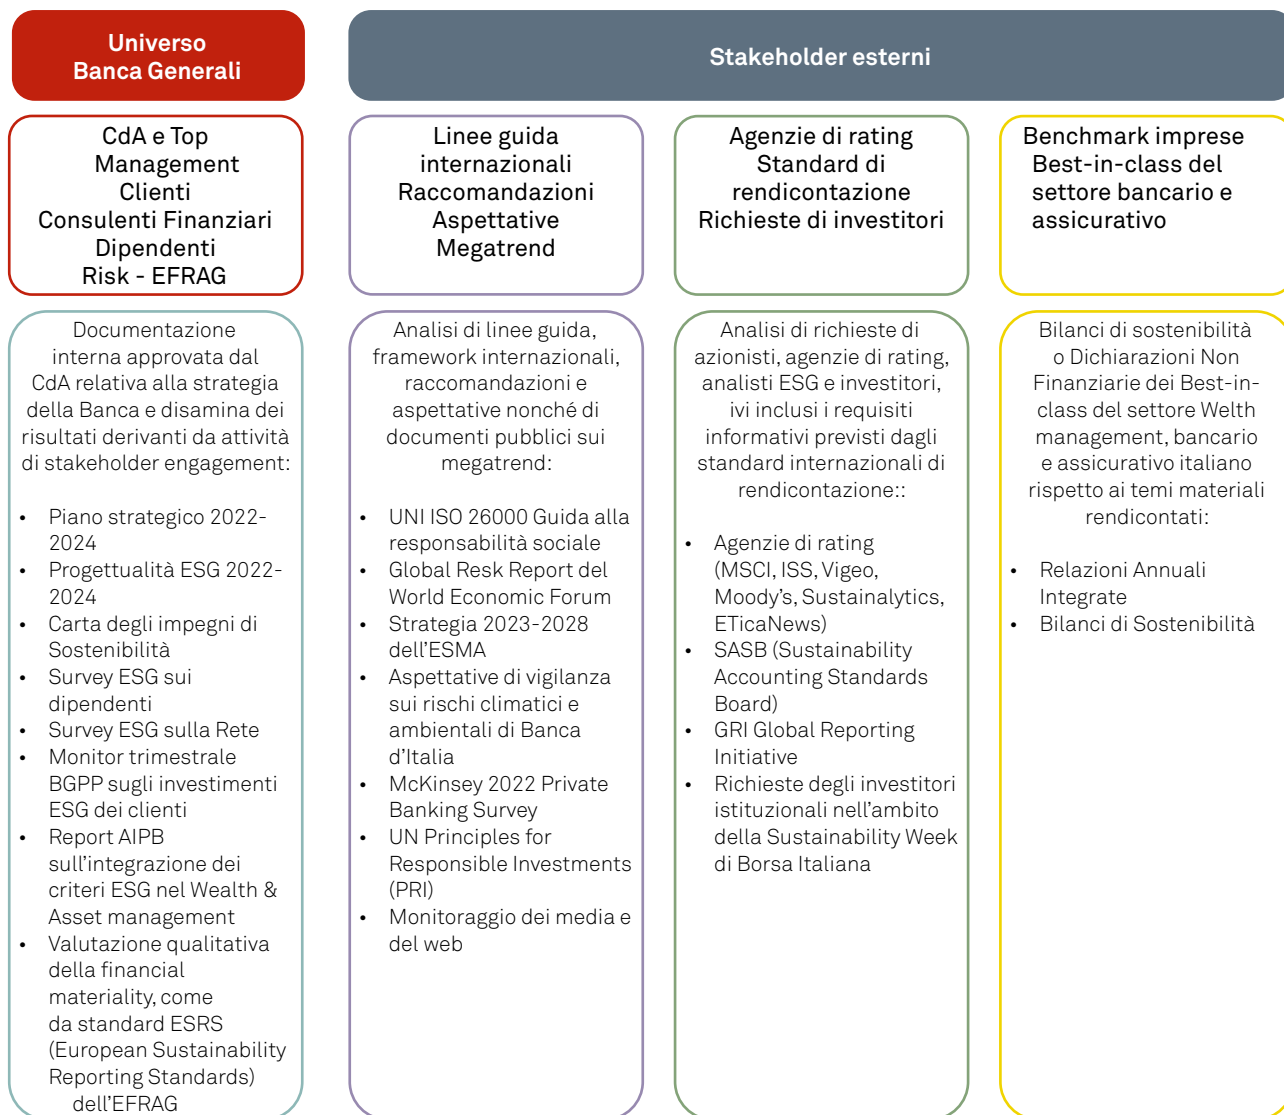 Universo
Banca Generali
Stakeholder esterni
CdA e Top
Management
Clienti
Consulenti Finanziari
Dipendenti
Risk - EFRAG
Linee guida
internazionali
Raccomandazioni
Aspettative
Megatrend
Agenzie di rating
Standard di
rendicontazione
Richieste di investitori
Benchmark imprese
Best-in-class del
settore bancario e
assicurativo
Documentazione
interna approvata dal
CdA relativa alla strategia
della Banca e disamina dei
risultati derivanti da attività
di stakeholder engagement:
• Piano strategico 2022-
2024
• Progettualità ESG 2022-
2024
• Carta degli impegni di
Sostenibilità
• Survey ESG sui
dipendenti
• Survey ESG sulla Rete
• Monitor trimestrale
BGPP sugli investimenti
ESG dei clienti
• Report AIPB
sull'integrazione dei
criteri ESG nel Wealth &
Asset management
• Valutazione qualitativa
della financial
materiality, come
da standard ESRS
(European Sustainability
Reporting Standards)
dell'EFRAG
Analisi di linee guida,
framework internazionali,
raccomandazioni e
aspettative nonché di
documenti pubblici sui
megatrend:
• UNI ISO 26000 Guida alla
responsabilità sociale
• Global Resk Report del
World Economic Forum
• Strategia 2023-2028
dell'ESMA
• Aspettative di vigilanza
sui rischi climatici e
ambientali di Banca
d'Italia
• McKinsey 2022 Private
Banking Survey
• UN Principles for
Responsible Investments
(PRI)
• Monitoraggio dei media e
del web
Analisi di richieste di
azionisti, agenzie di rating,
analisti ESG e investitori,
ivi inclusi i requisiti
informativi previsti dagli
standard internazionali di
rendicontazione::
• Agenzie di rating
(MSCI, ISS, Vigeo,
Moody's, Sustainalytics,
ETicaNews)
• SASB (Sustainability
Accounting Standards
Board)
• GRI Global Reporting
Initiative
• Richieste degli investitori
istituzionali nell'ambito
della Sustainability Week
di Borsa Italiana
Bilanci di sostenibilità
o Dichiarazioni Non
Finanziarie dei Best-in-
class del settore Welth
management, bancario
e assicurativo italiano
rispetto ai temi materiali
rendicontati:
• Relazioni Annuali
Integrate
• Bilanci di Sostenibilità